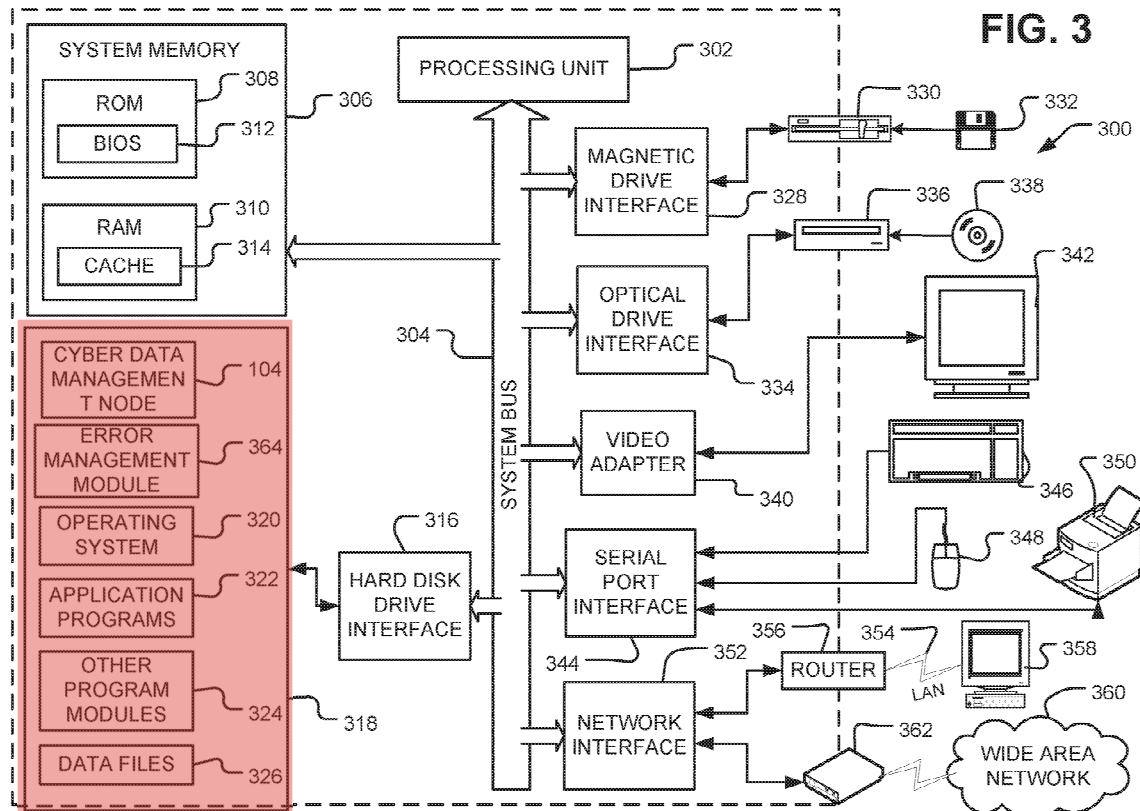 FIG. 3
SYSTEM MEMORY
308
ROM
306
312
BIOS
310
RAM
314
CACHE
PROCESSING UNIT
302
330
332
300
MAGNETIC
DRIVE
INTERFACE
328
336
338
OPTICAL
DRIVE
INTERFACE
334
342
304
SYSTEM BUS
CYBER DATA
MANAGEMEN
T NODE
104
ERROR
MANAGEMENT
MODULE
364
OPERATING
SYSTEM
320
APPLICATION
PROGRAMS
322
OTHER
PROGRAM
MODULES
324
318
DATA FILES
326
316
HARD DISK
DRIVE
INTERFACE
VIDEO
ADAPTER
340
346
350
348
SERIAL
PORT
INTERFACE
344
352
356
354
ROUTER
LAN
358
360
NETWORK
INTERFACE
362
WIDE AREA
NETWORK